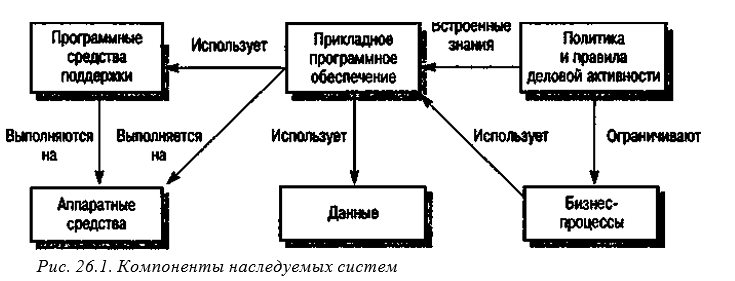 Программные
средства
поддержки
Использует
Прикладное
программное
обеспечение
Встроенные
знания
Политика
и правила
деловой активности
Выполняются
на
Выполняется
на
Использует
Использует
Ограничивают
Аппаратные
средства
Данные
Бизнес-
процессы
Рис. 26.1. Компоненты наследуемых систем